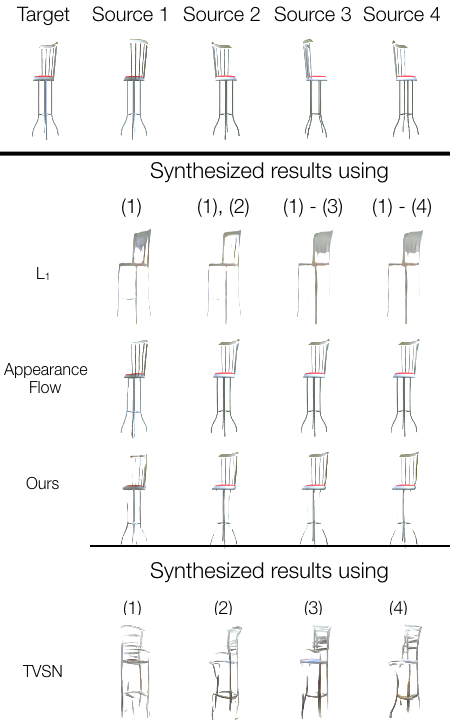 Target Source 1 Source 2 Source 3 Source 4
Synthesized results using
(1) (1), (2) (1) - (3) (1) - (4)
L₁
Appearance
Flow
Ours
Synthesized results using
(1) (2) (3) (4)
TVSN